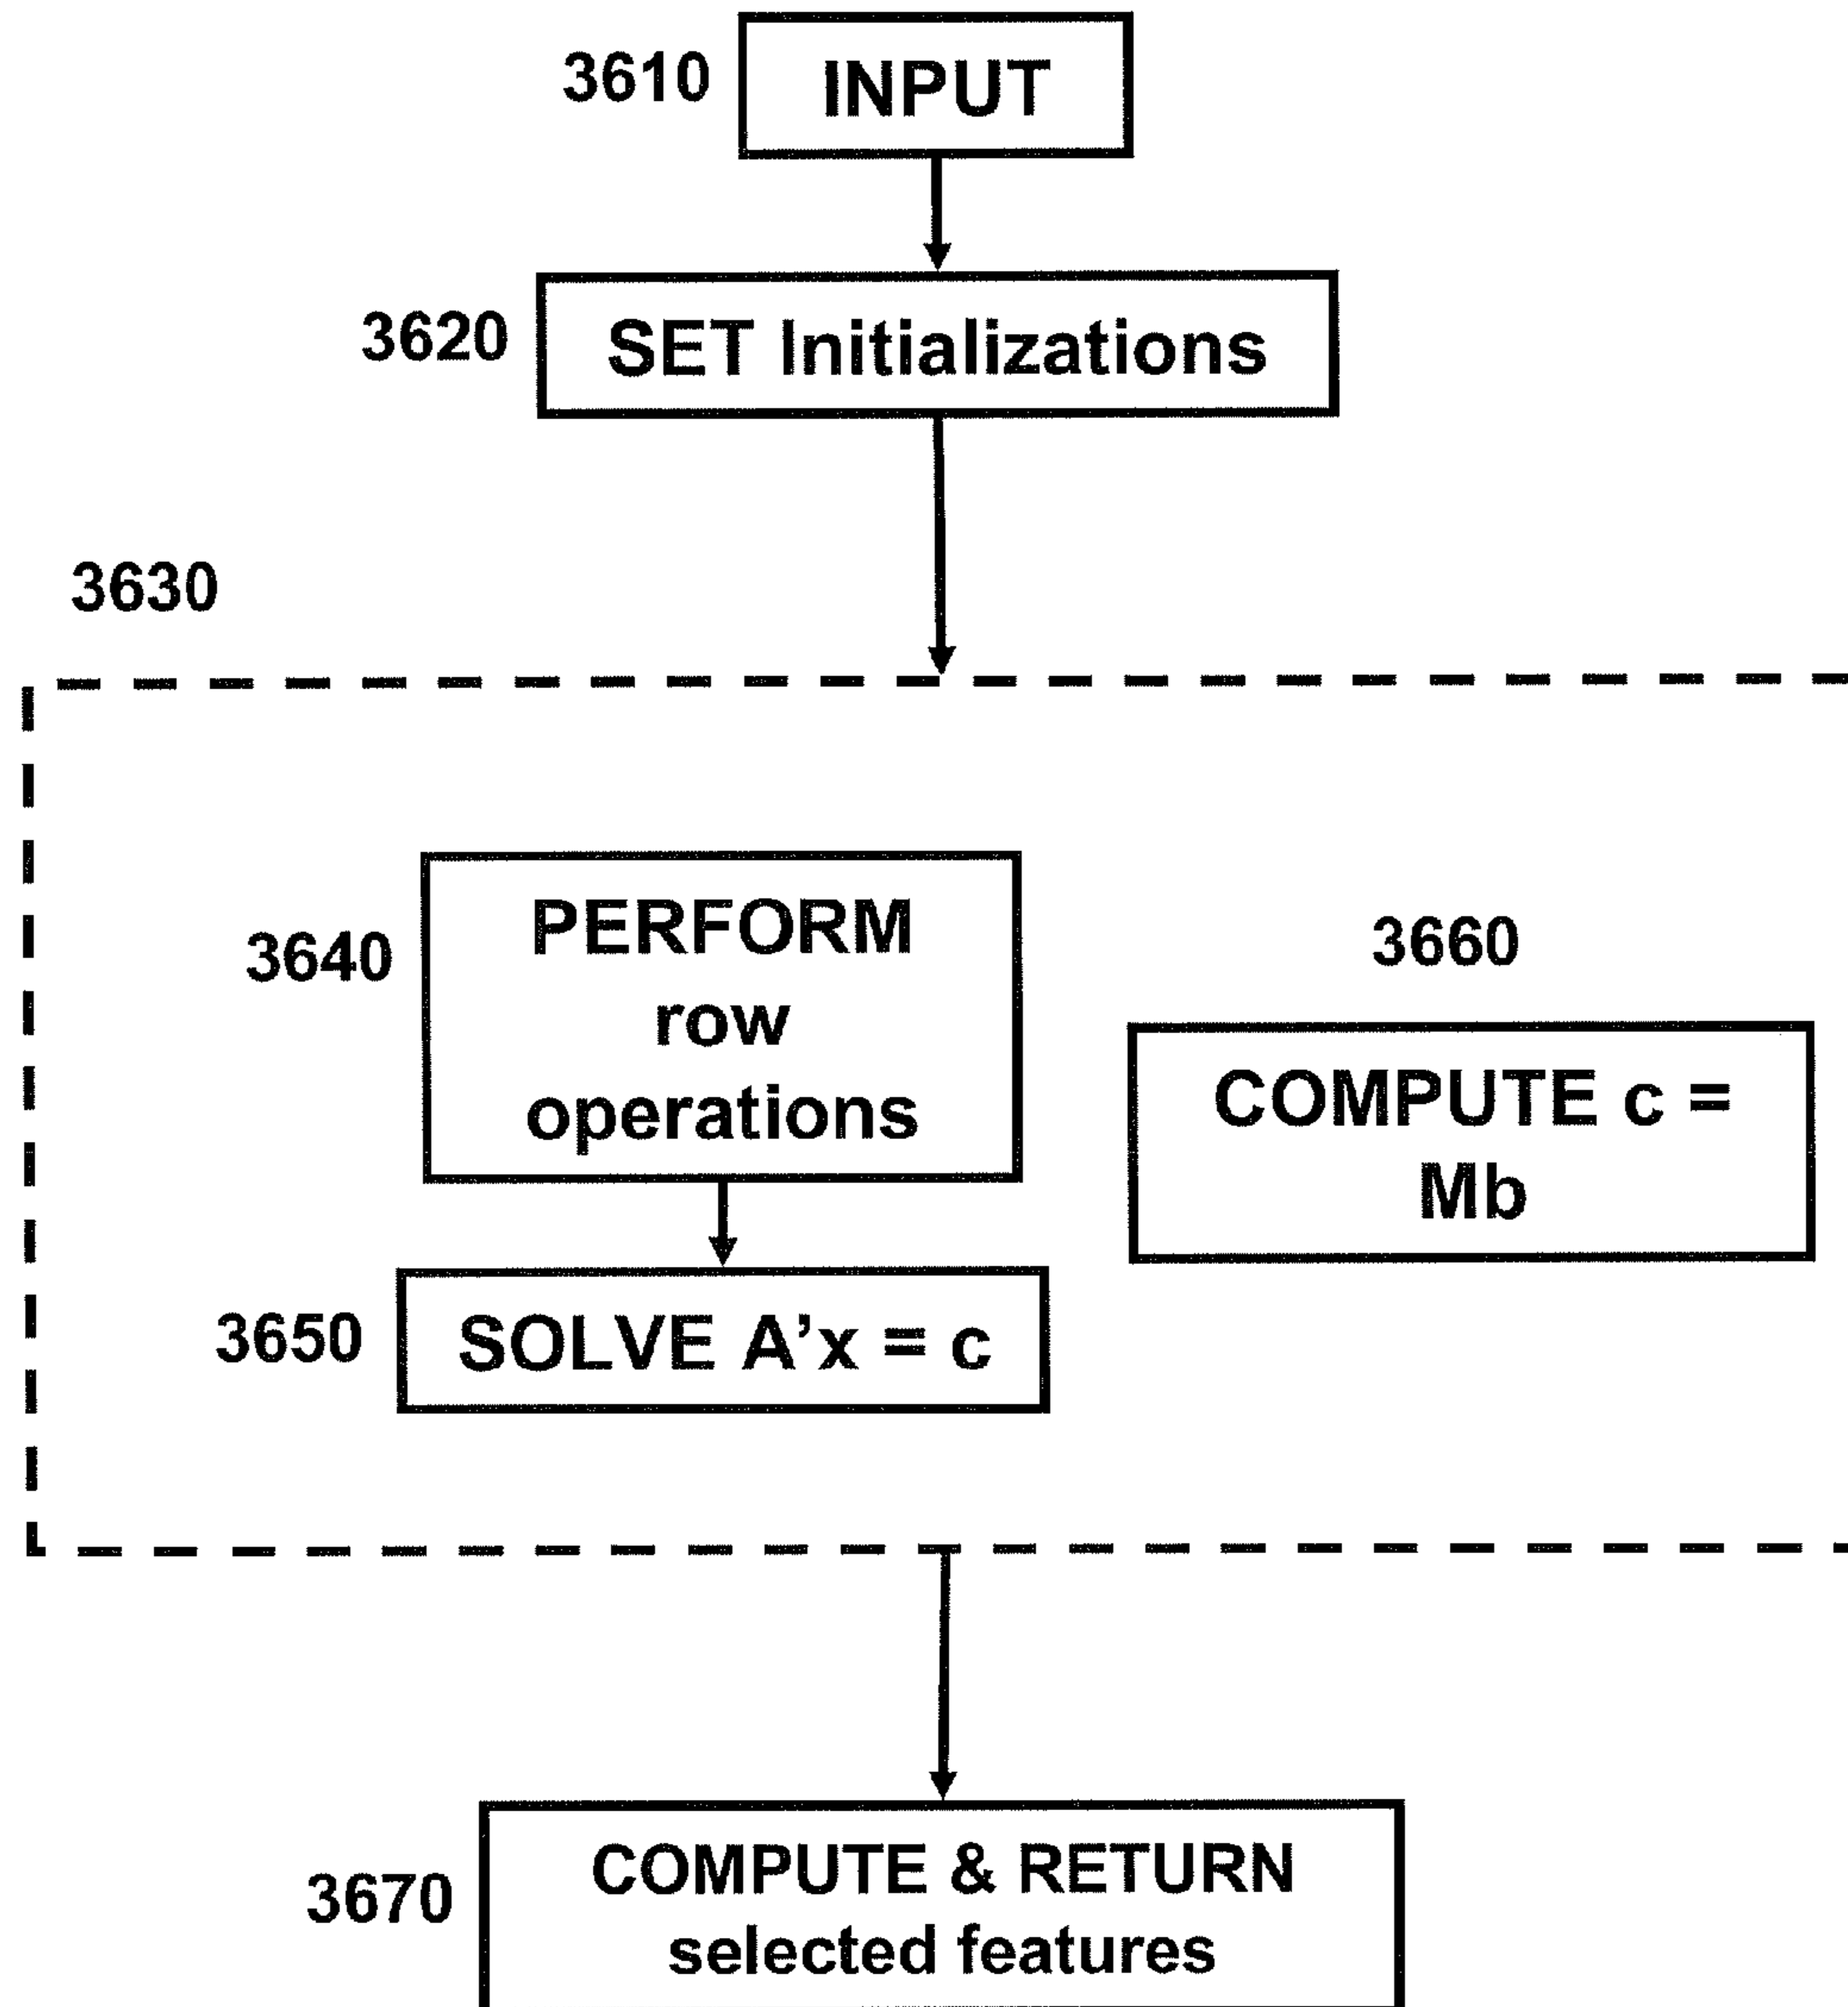 3610
INPUT
3620
SET Initializations
3630
3640
PERFORM
row
operations
3650
SOLVE A’x = c
3660
COMPUTE c =
Mb
3670
COMPUTE & RETURN
selected features